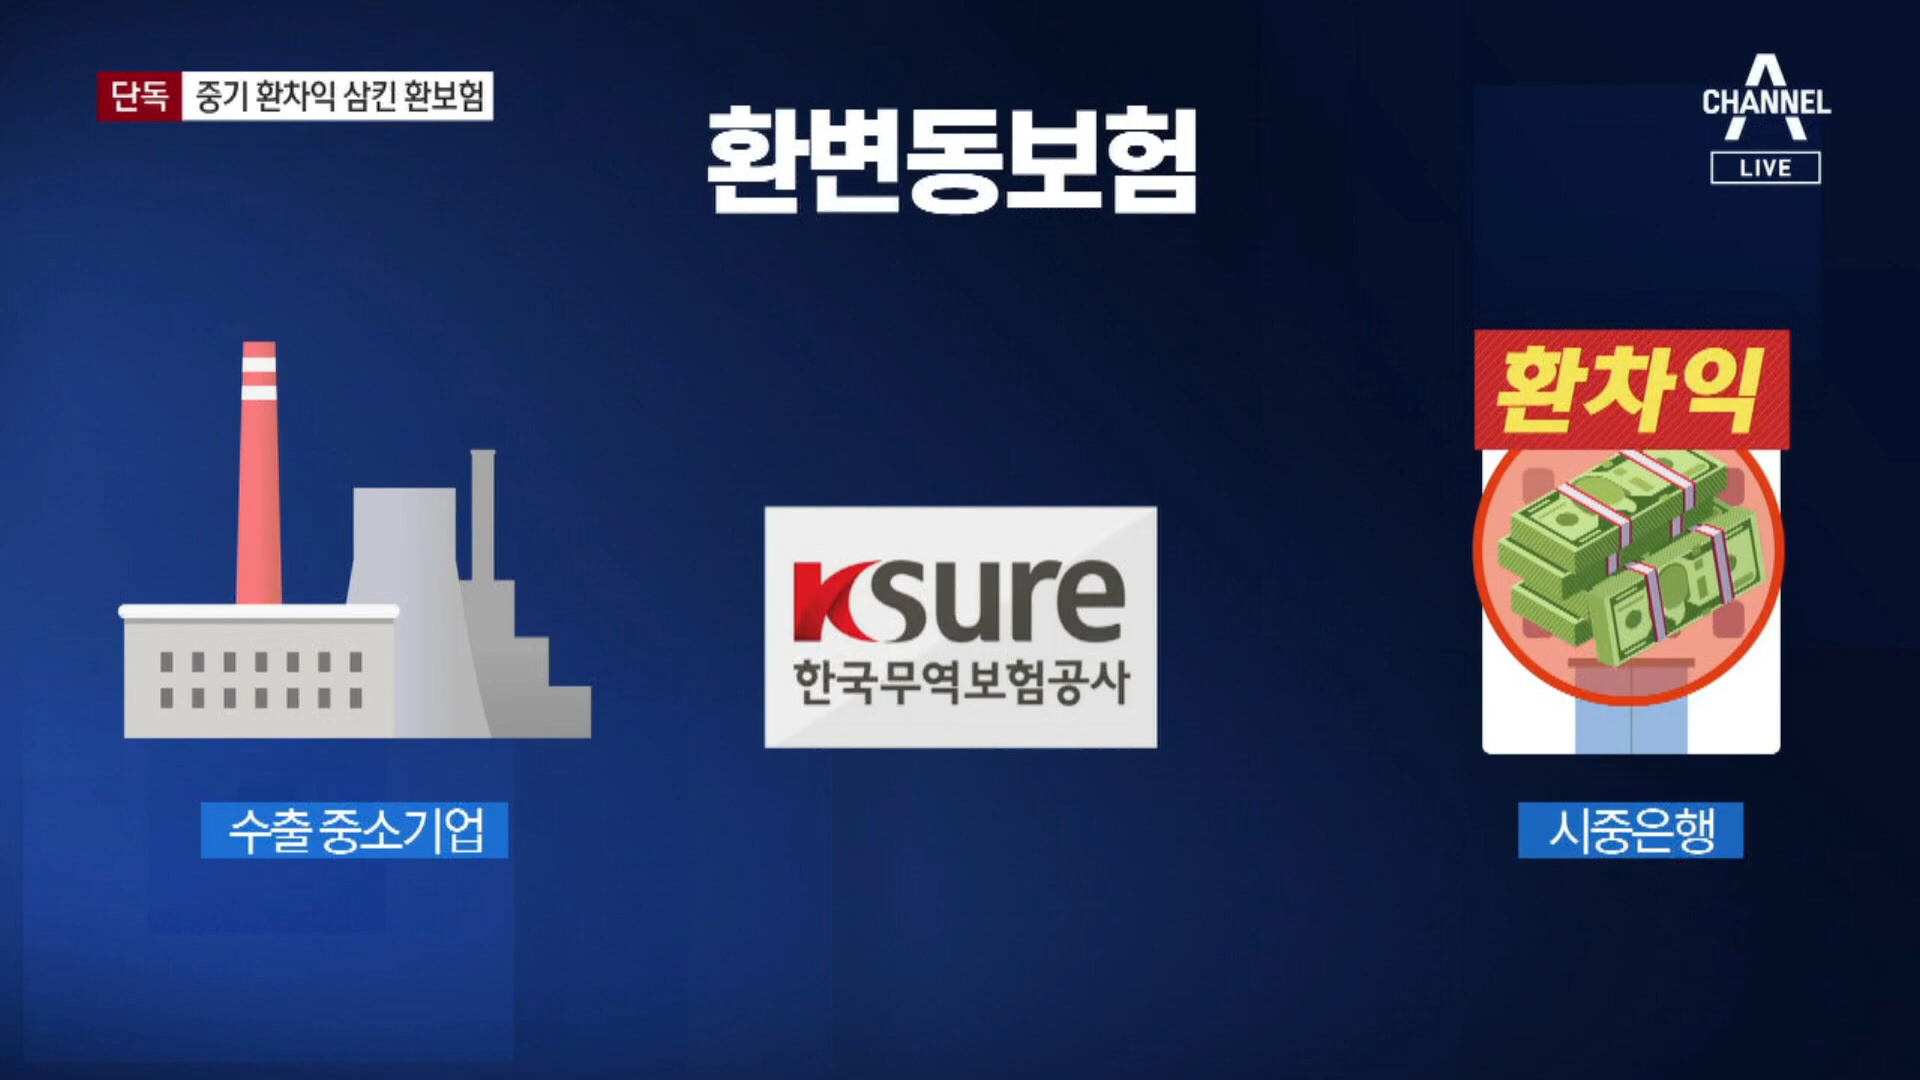 단독 중기 환차익 삼킨 환보험
환변동보험
CHANNEL A
LIVE
환차익
ksure
한국무역보험공사
수출 중소기업
시중은행